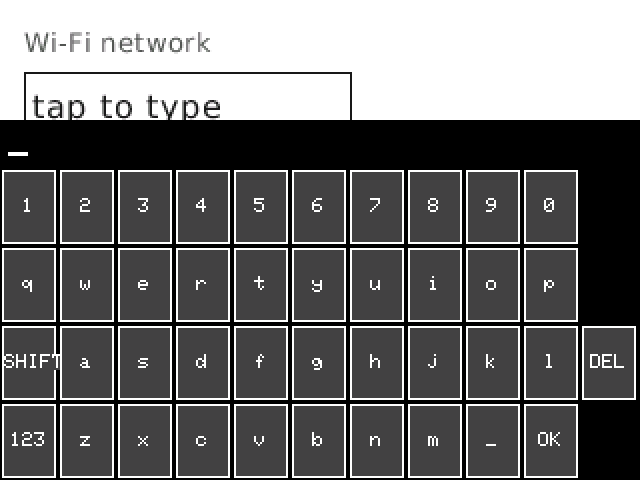 Wi-Fi network
tap to type
1 2 3 4 5 6 7 8 9 0
q w e r t y u i o p
SHIFT a s d f g h j k l DEL
123 z x c v b n m _ OK